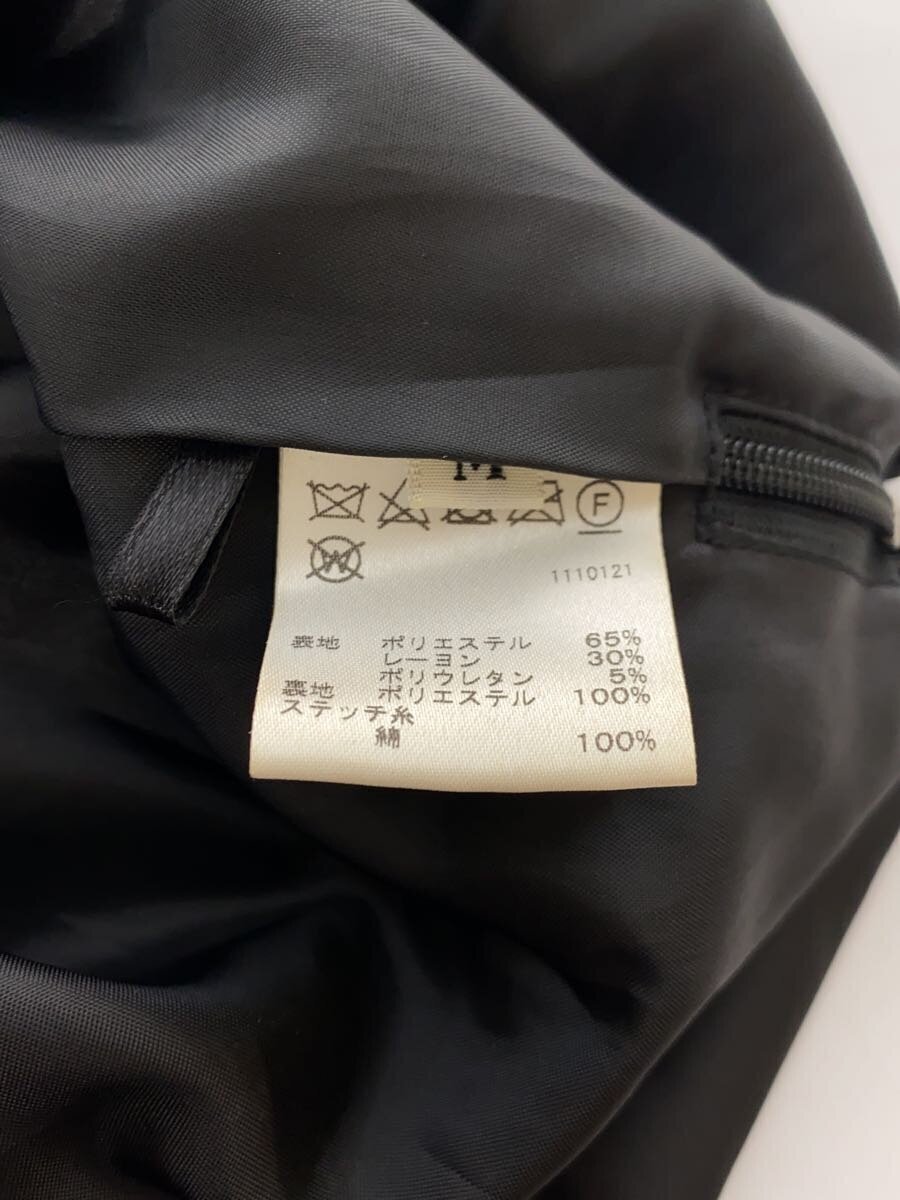 M
F
W
1110121
表地 ポリエステル 65%
レーヨン 30%
ポリウレタン 5%
裏地 ポリエステル 100%
ステッチ糸
綿 100%